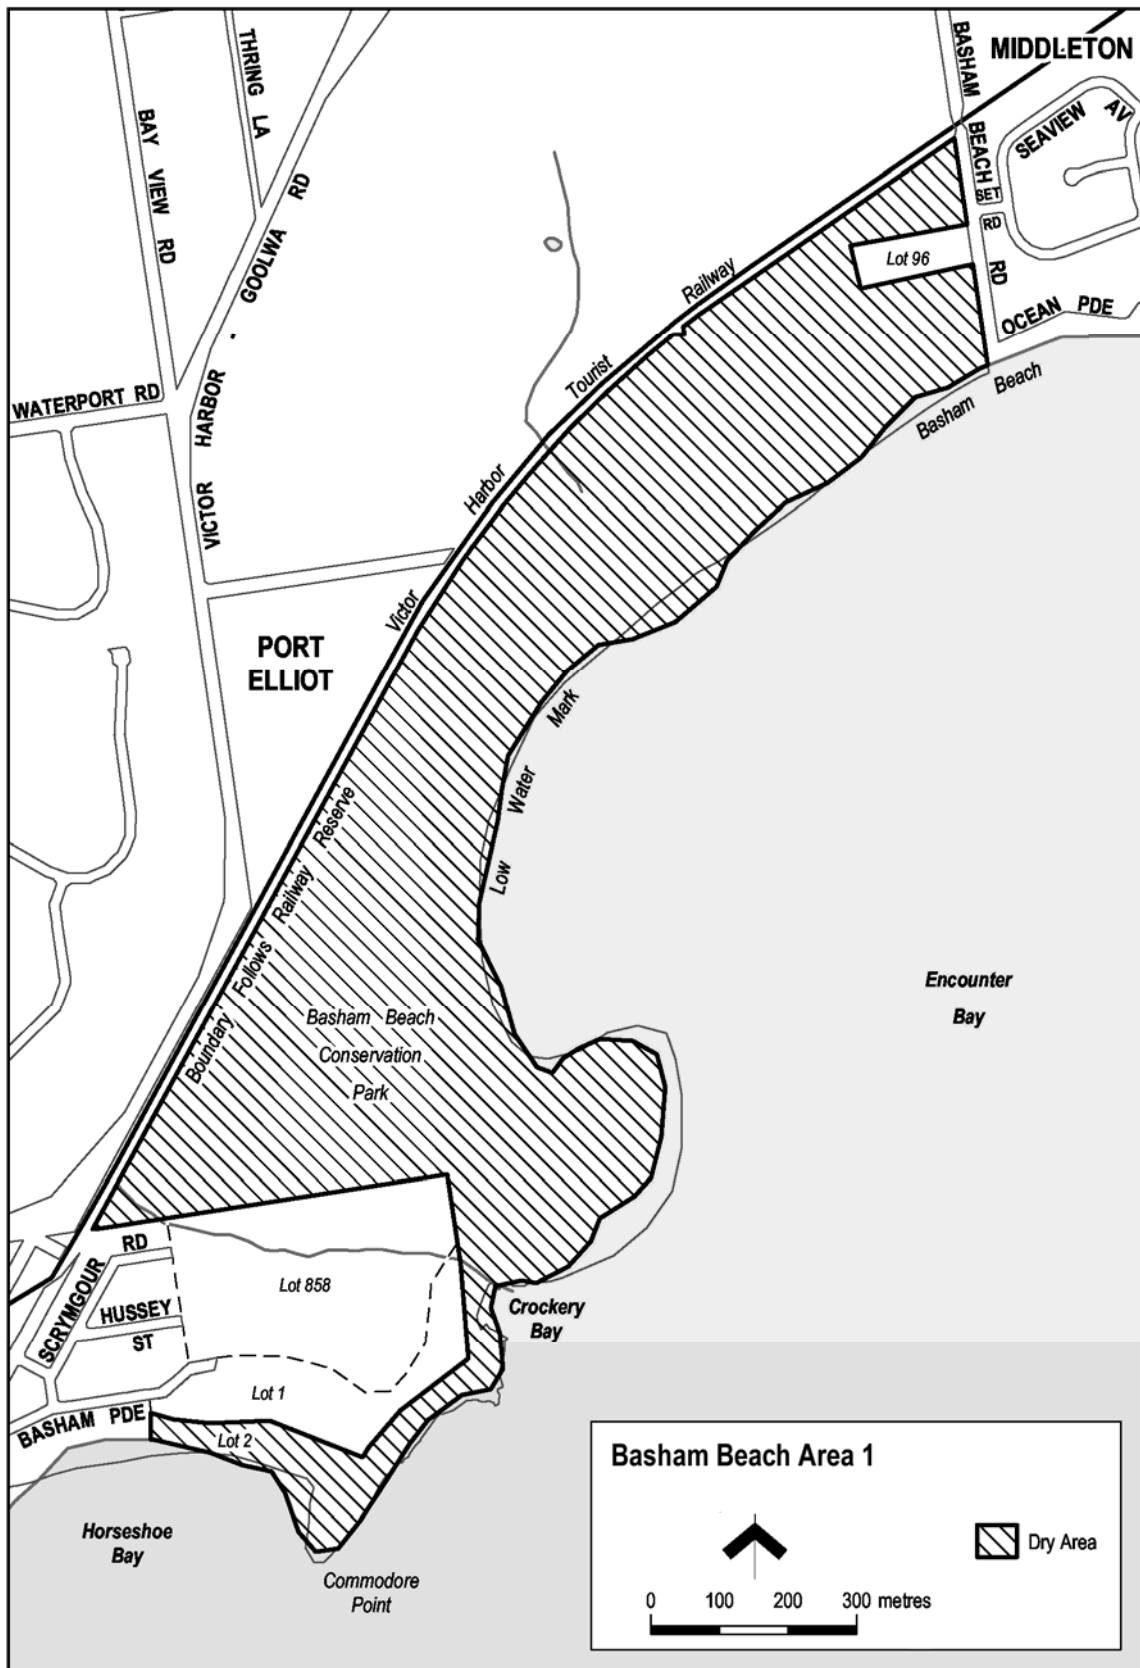 MIDDLETON
BASHAM
BEACH
RD
SEAVIEW AV
SET
RD
OCEAN PDE
THRING LA
BAY VIEW RD
VICTOR HARBOR GOOLWA RD
WATERPORT RD
Lot 96
Victor Harbor Tourist Railway
Basham Beach
PORT
ELLIOT
Low Water Mark
Boundary Follows Railway Reserve
Encounter
Bay
Basham Beach
Conservation
Park
SCRYMGOUR RD
Lot 858
HUSSEY
ST
Crockery
Bay
Lot 1
BASHAM PDE
Lot 2
Horseshoe
Bay
Commodore
Point
Basham Beach Area 1
Dry Area
0 100 200 300 metres